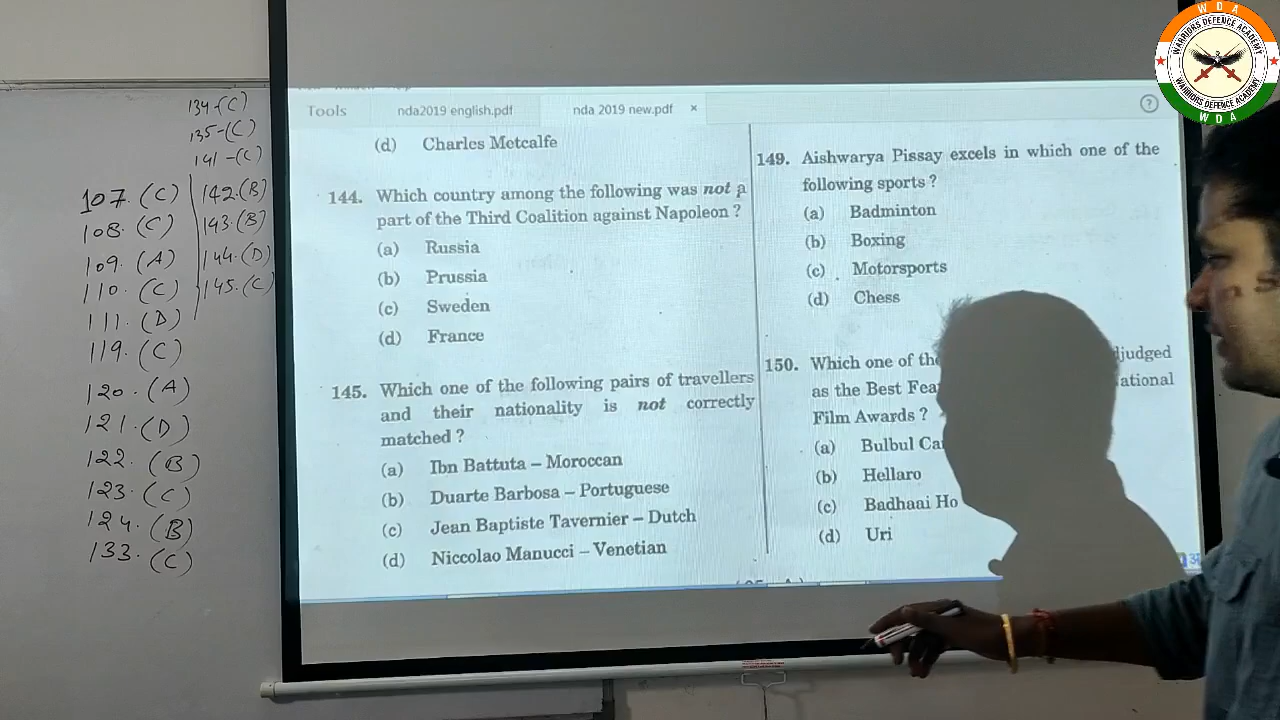 134-(C)
135-(C)
141-(C)
107. (C)
108. (C)
109. (A)
110. (C)
111. (D)
119. (C)
120. (A)
121. (D)
122. (B)
123. (C)
124. (B)
133. (C)
142. (B)
143. (B)
144. (D)
145. (C)
Tools
nda2019 english.pdf
nda 2019 new.pdf
×
?
(d) Charles Metcalfe
144. Which country among the following was not a
part of the Third Coalition against Napoleon ?
(a) Russia
(b) Prussia
(c) Sweden
(d) France
145. Which one of the following pairs of travellers
and their nationality is not correctly
matched ?
(a) Ibn Battuta – Moroccan
(b) Duarte Barbosa – Portuguese
(c) Jean Baptiste Tavernier – Dutch
(d) Niccolao Manucci – Venetian
149. Aishwarya Pissay excels in which one of the
following sports ?
(a) Badminton
(b) Boxing
(c) Motorsports
(d) Chess
150. Which one of the
as the Best
Film Awards ?
(a) Bulbul
(b) Hellaro
(c) Badhaai Ho
(d) Uri
WDA
WARRIORS DEFENCE ACADEMY
WARRIORS DEFENCE ACADEMY
WDA